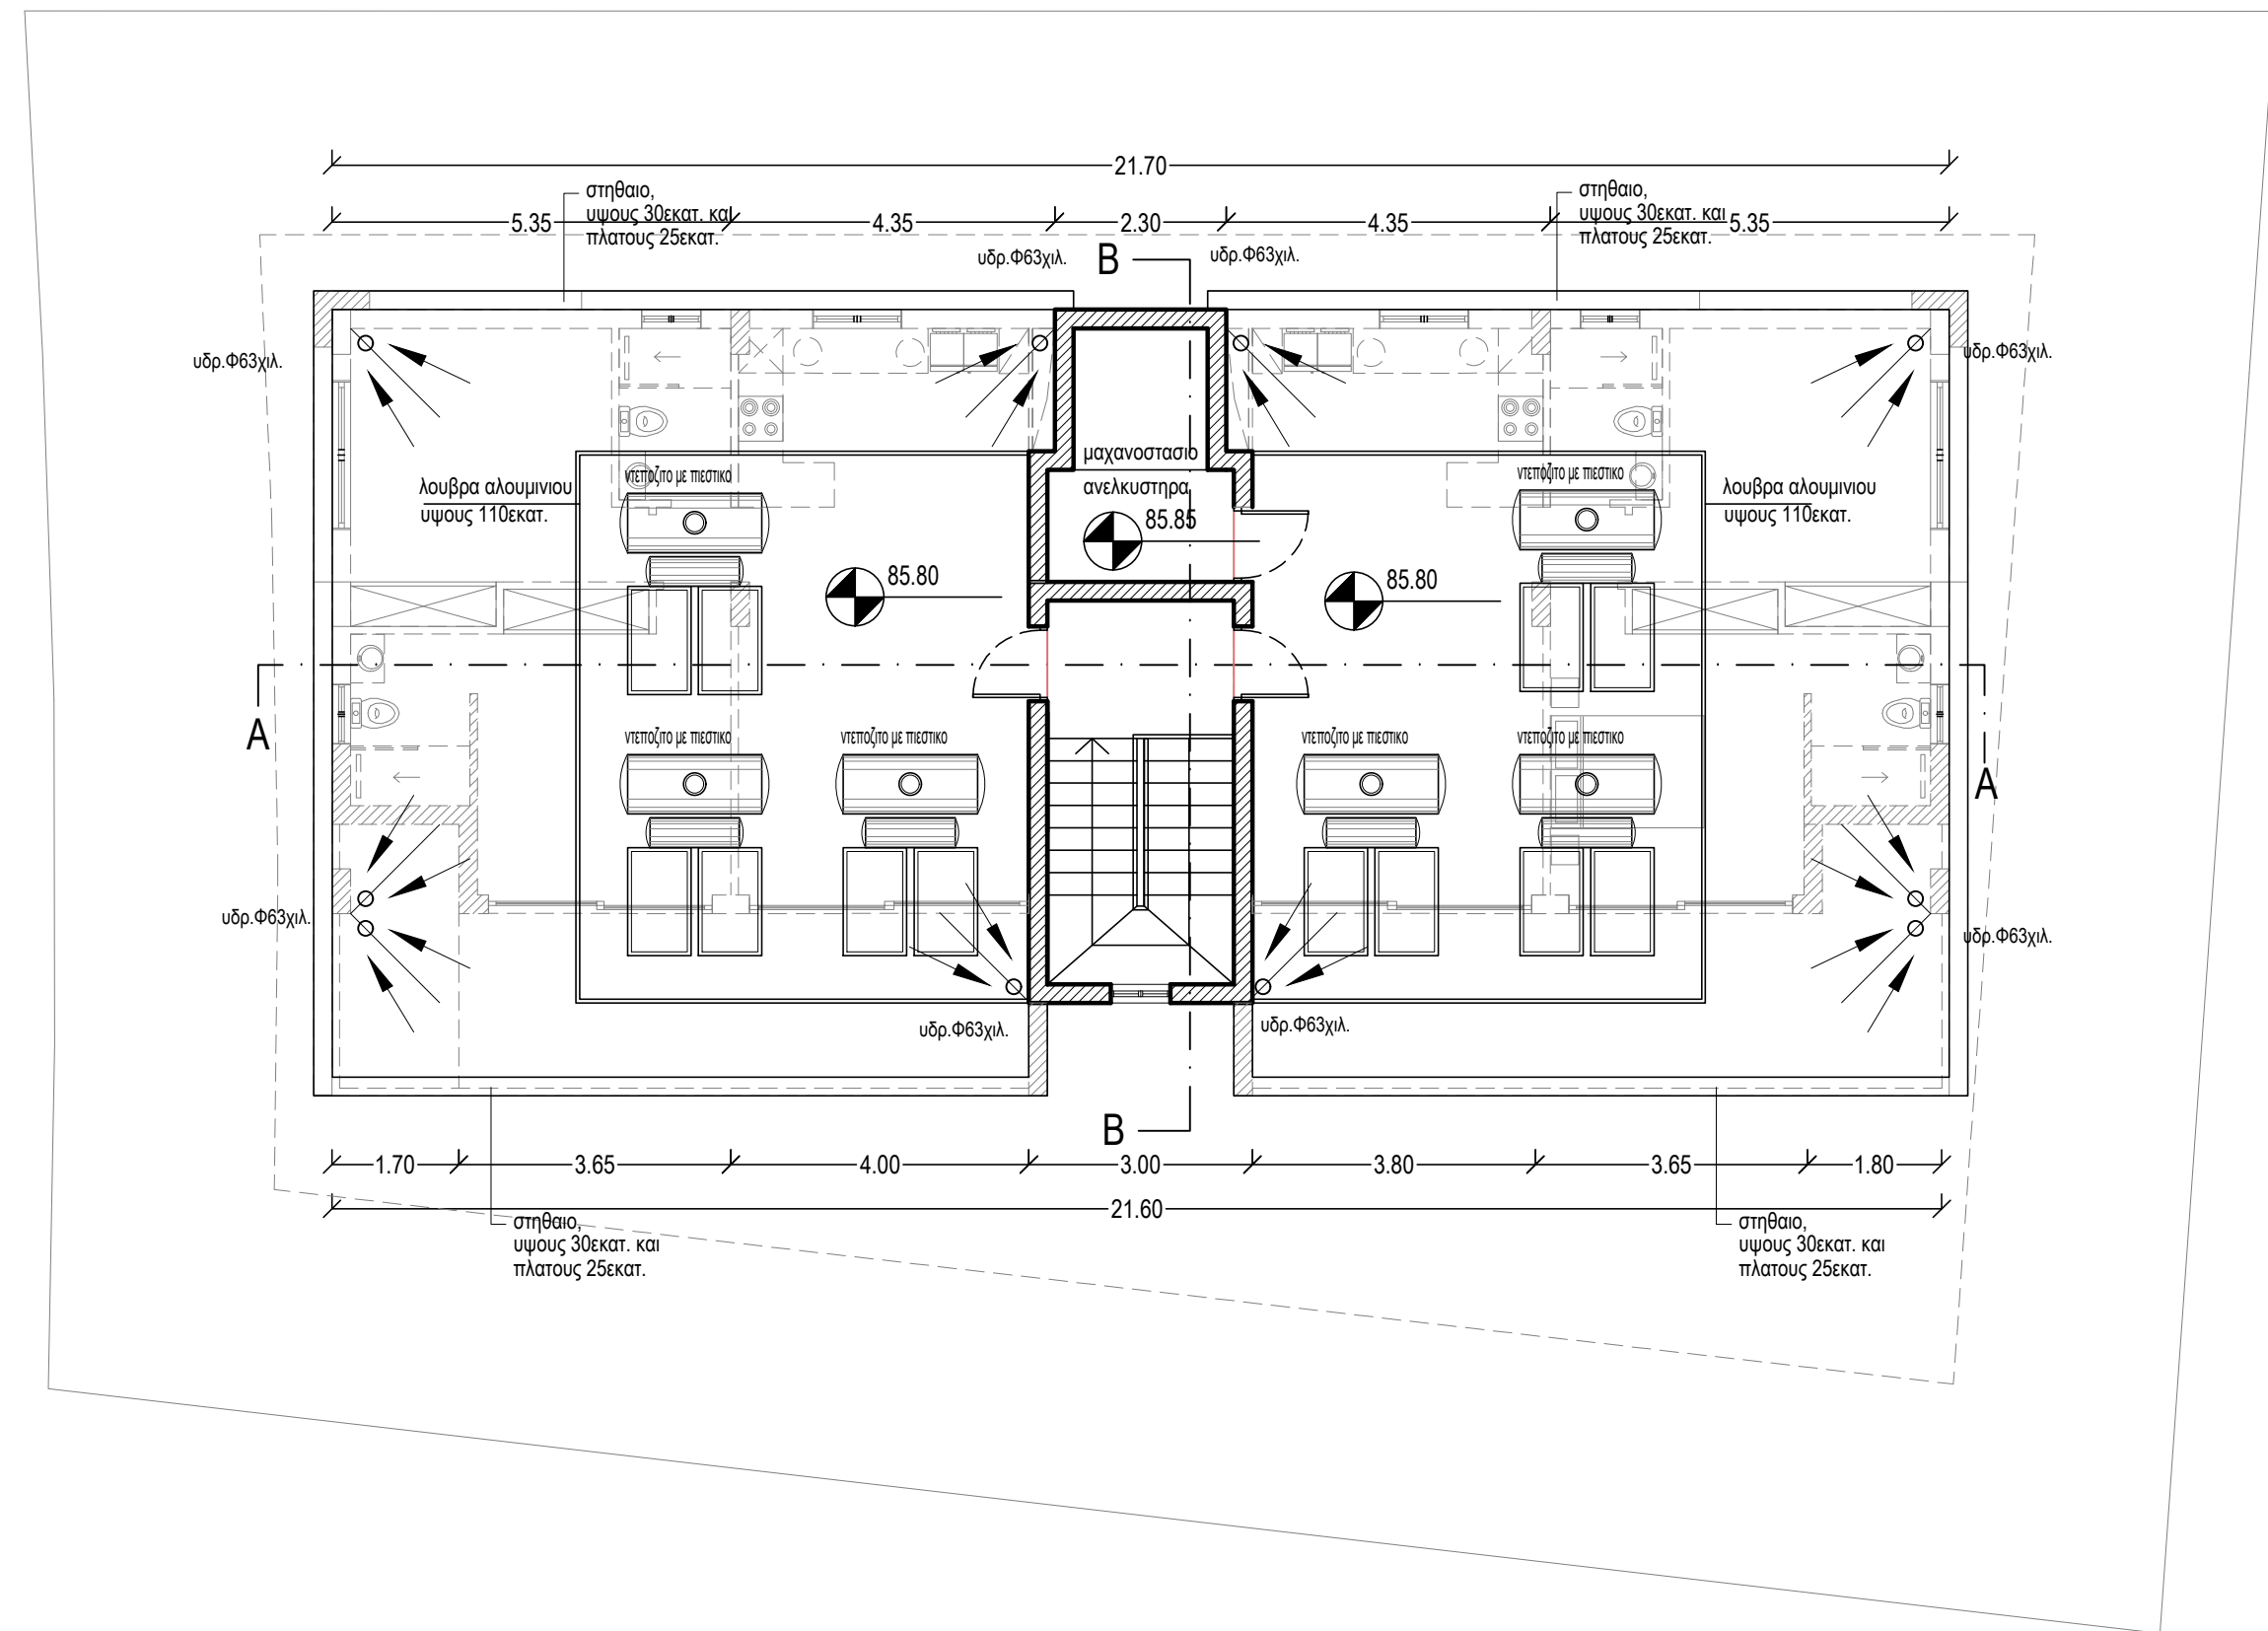 21.70
στηθαιο,
υψους 30εκατ. και
πλατους 25εκατ.
στηθαιο,
υψους 30εκατ. και
πλατους 25εκατ.
5.35
4.35
2.30
4.35
5.35
υδρ.Φ63χιλ.
B
υδρ.Φ63χιλ.
υδρ.Φ63χιλ.
υδρ.Φ63χιλ.
μαχανοστασιο
ανελκυστηρα
85.85
ντεποζιτο με πιεστικο
ντεποζιτο με πιεστικο
λουβρα αλουμινιου
υψους 110εκατ.
λουβρα αλουμινιου
υψους 110εκατ.
85.80
85.80
A
ντεποζιτο με πιεστικο
ντεποζιτο με πιεστικο
ντεποζιτο με πιεστικο
ντεποζιτο με πιεστικο
A
υδρ.Φ63χιλ.
υδρ.Φ63χιλ.
υδρ.Φ63χιλ.
υδρ.Φ63χιλ.
B
1.70
3.65
4.00
3.00
3.80
3.65
1.80
21.60
στηθαιο,
υψους 30εκατ. και
πλατους 25εκατ.
στηθαιο,
υψους 30εκατ. και
πλατους 25εκατ.